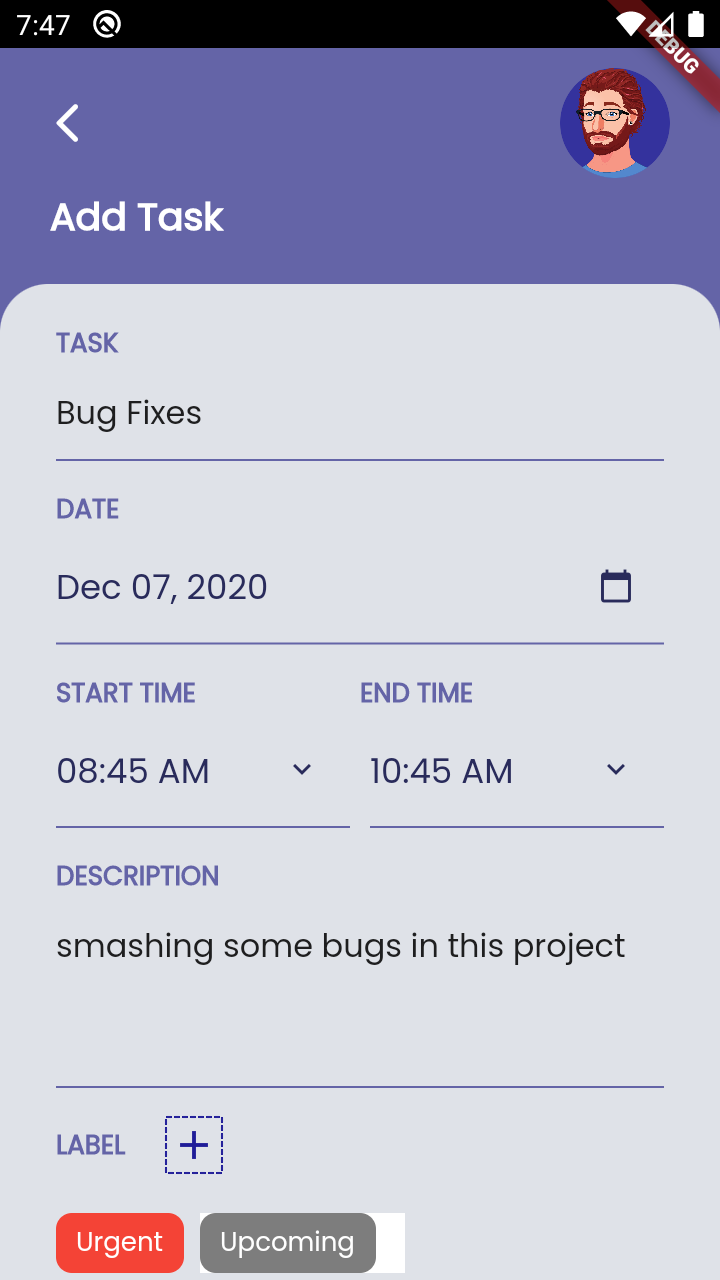 7:47
DEBUG
Add Task
TASK
Bug Fixes
DATE
Dec 07, 2020
START TIME END TIME
08:45 AM 10:45 AM
DESCRIPTION
smashing some bugs in this project
LABEL
Urgent Upcoming